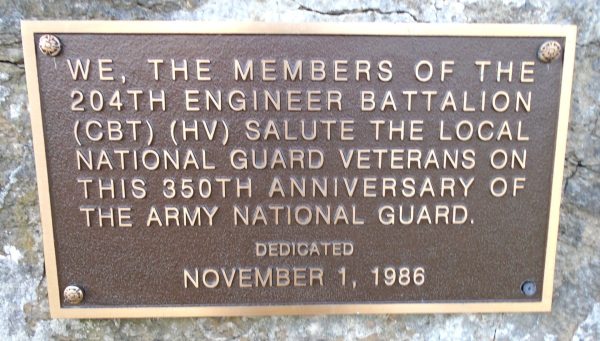 WE, THE MEMBERS OF THE
204TH ENGINEER BATTALION
(CBT) (HV) SALUTE THE LOCAL
NATIONAL GUARD VETERANS ON
THIS 350TH ANNIVERSARY OF
THE ARMY NATIONAL GUARD.
DEDICATED
NOVEMBER 1, 1986